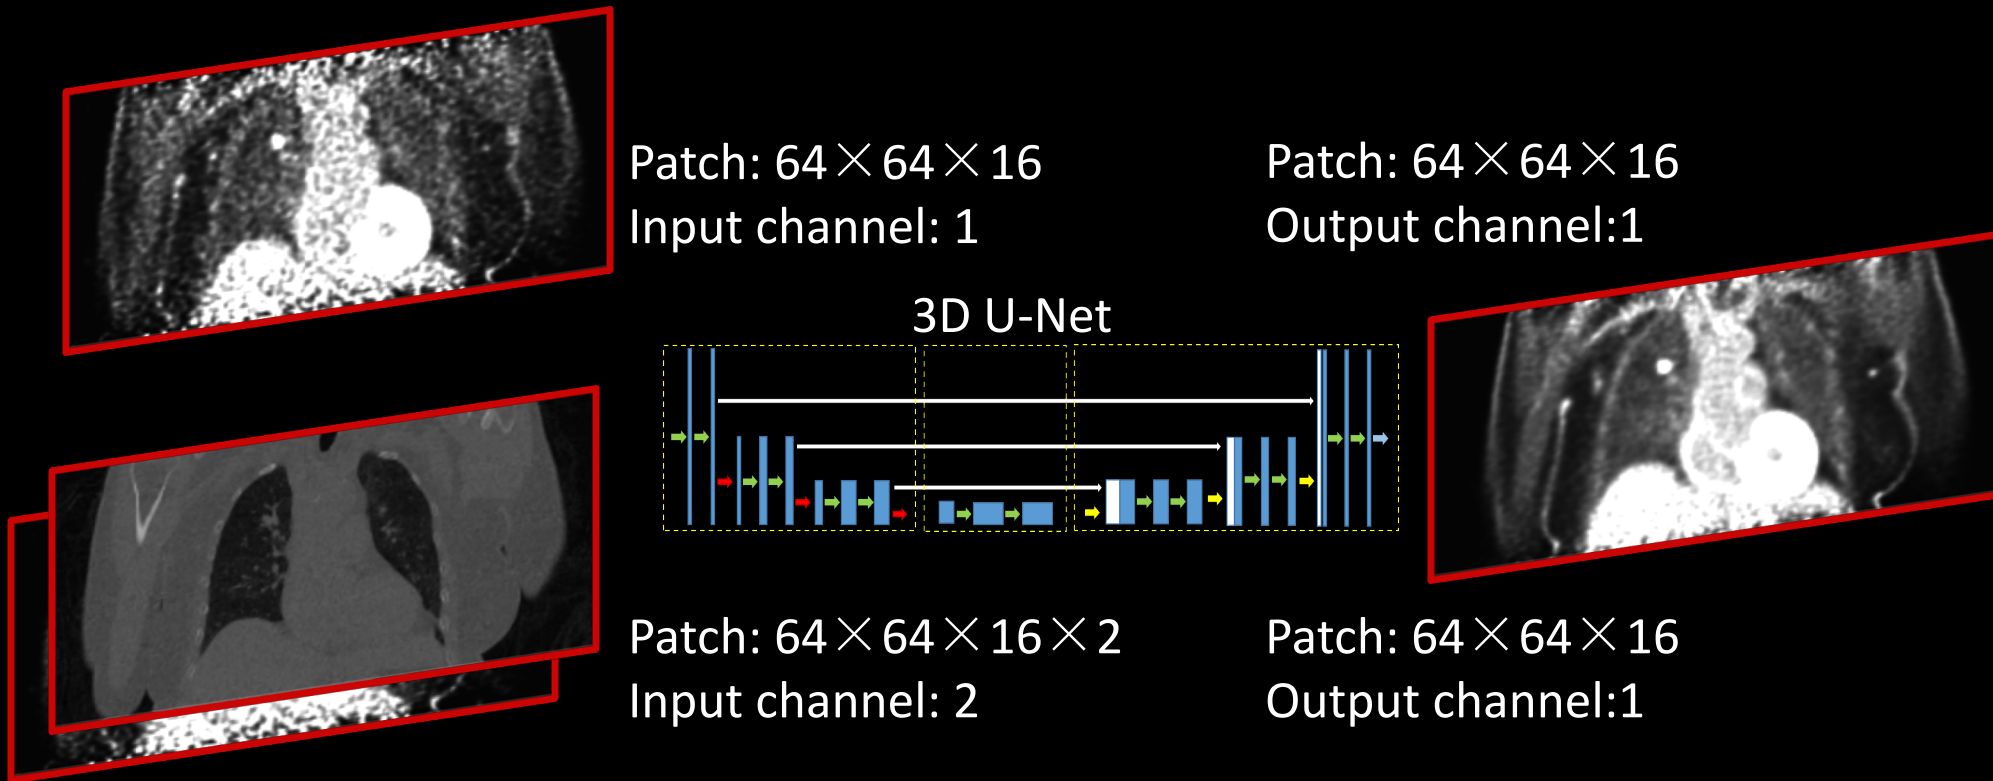 Patch: 64×64×16
Input channel: 1
Patch: 64×64×16
Output channel:1
3D U-Net
Patch: 64×64×16×2
Input channel: 2
Patch: 64×64×16
Output channel:1